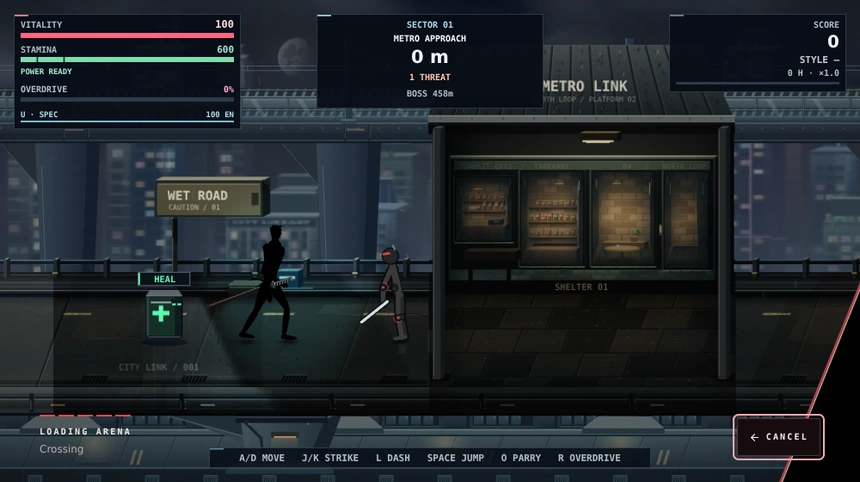 VITALITY 100
STAMINA 600
POWER READY
OVERDRIVE 0%
U · SPEC 100 EN
SECTOR 01
METRO APPROACH
0 m
1 THREAT
BOSS 458m
SCORE
0
STYLE —
0 H · ×1.0
METRO LINK
TH LOOP / PLATFORM 02
WET ROAD
CAUTION / 01
HEAL
SHELTER 01
CITY LINK / 001
LOADING ARENA
Crossing
← CANCEL
A/D MOVE J/K STRIKE L DASH SPACE JUMP O PARRY R OVERDRIVE